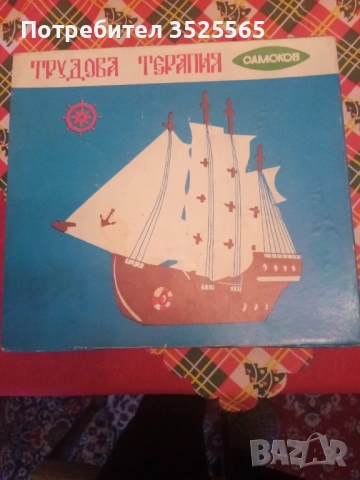 Потребител 3525565
ТРУДОВА ТЕРАПИЯ
САМОКОВ
BAZAR